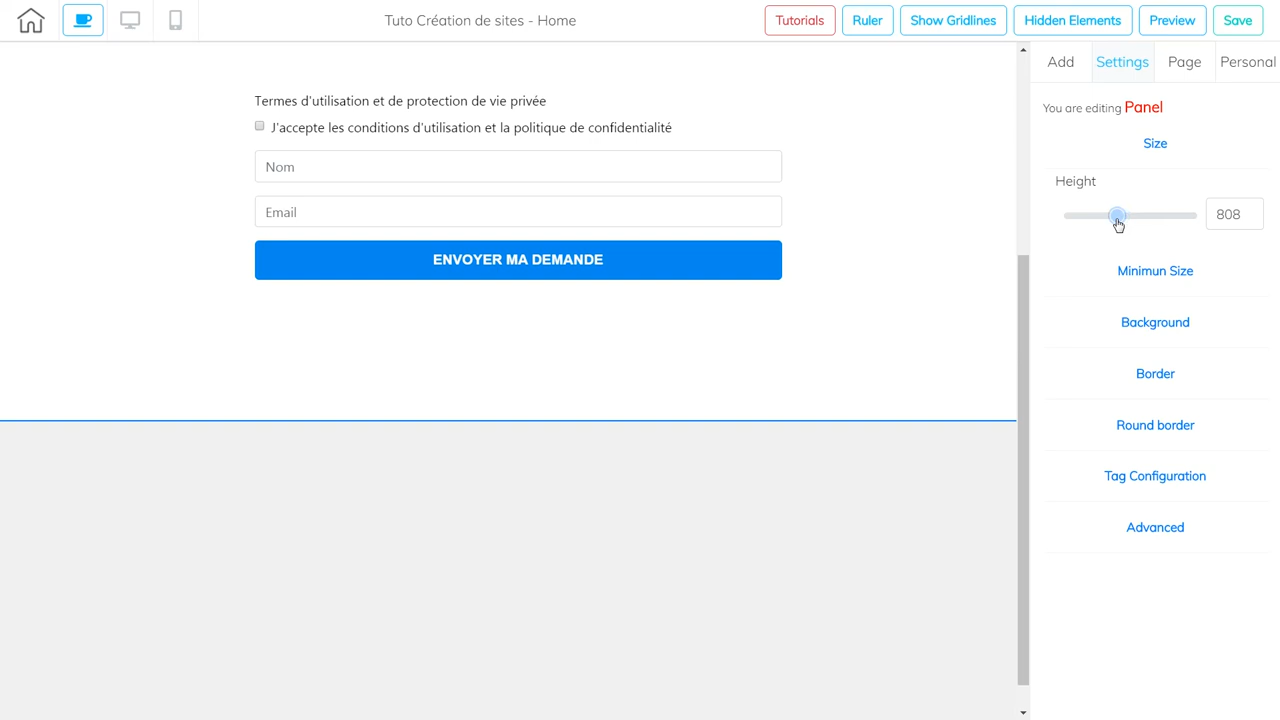 Tuto Création de sites - Home
Tutorials
Ruler
Show Gridlines
Hidden Elements
Preview
Save
Add
Settings
Page
Personal
You are editing Panel
Size
Height
808
Minimun Size
Background
Border
Round border
Tag Configuration
Advanced
Termes d'utilisation et de protection de vie privée
J'accepte les conditions d'utilisation et la politique de confidentialité
Nom
Email
ENVOYER MA DEMANDE